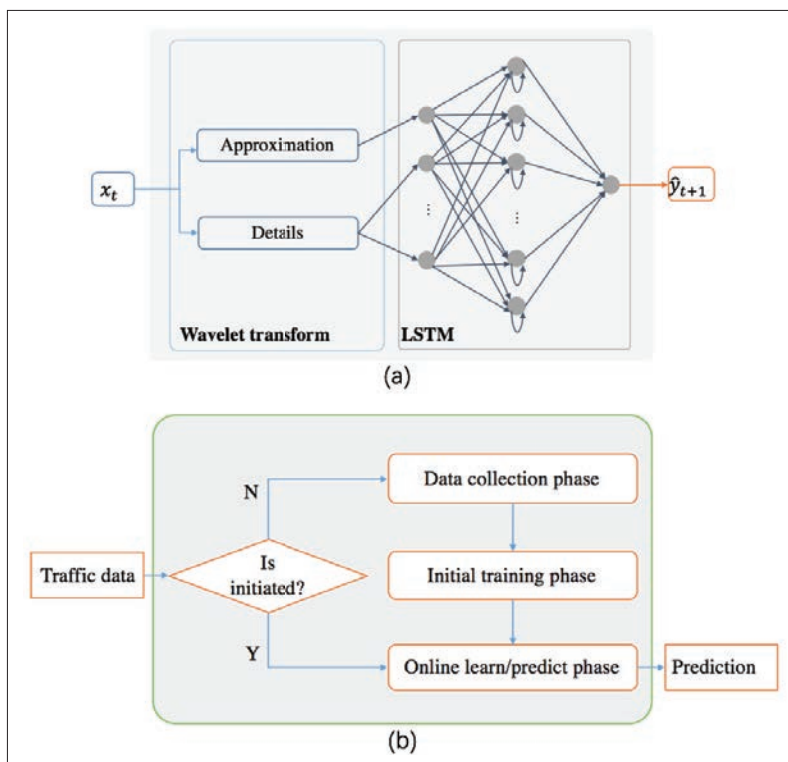 Approximation
x_t
Details
ŷ_{t+1}
⋮
⋮
Wavelet transform
LSTM
(a)
N
Data collection phase
Traffic data
Is
initiated?
Initial training phase
Y
Online learn/predict phase
Prediction
(b)